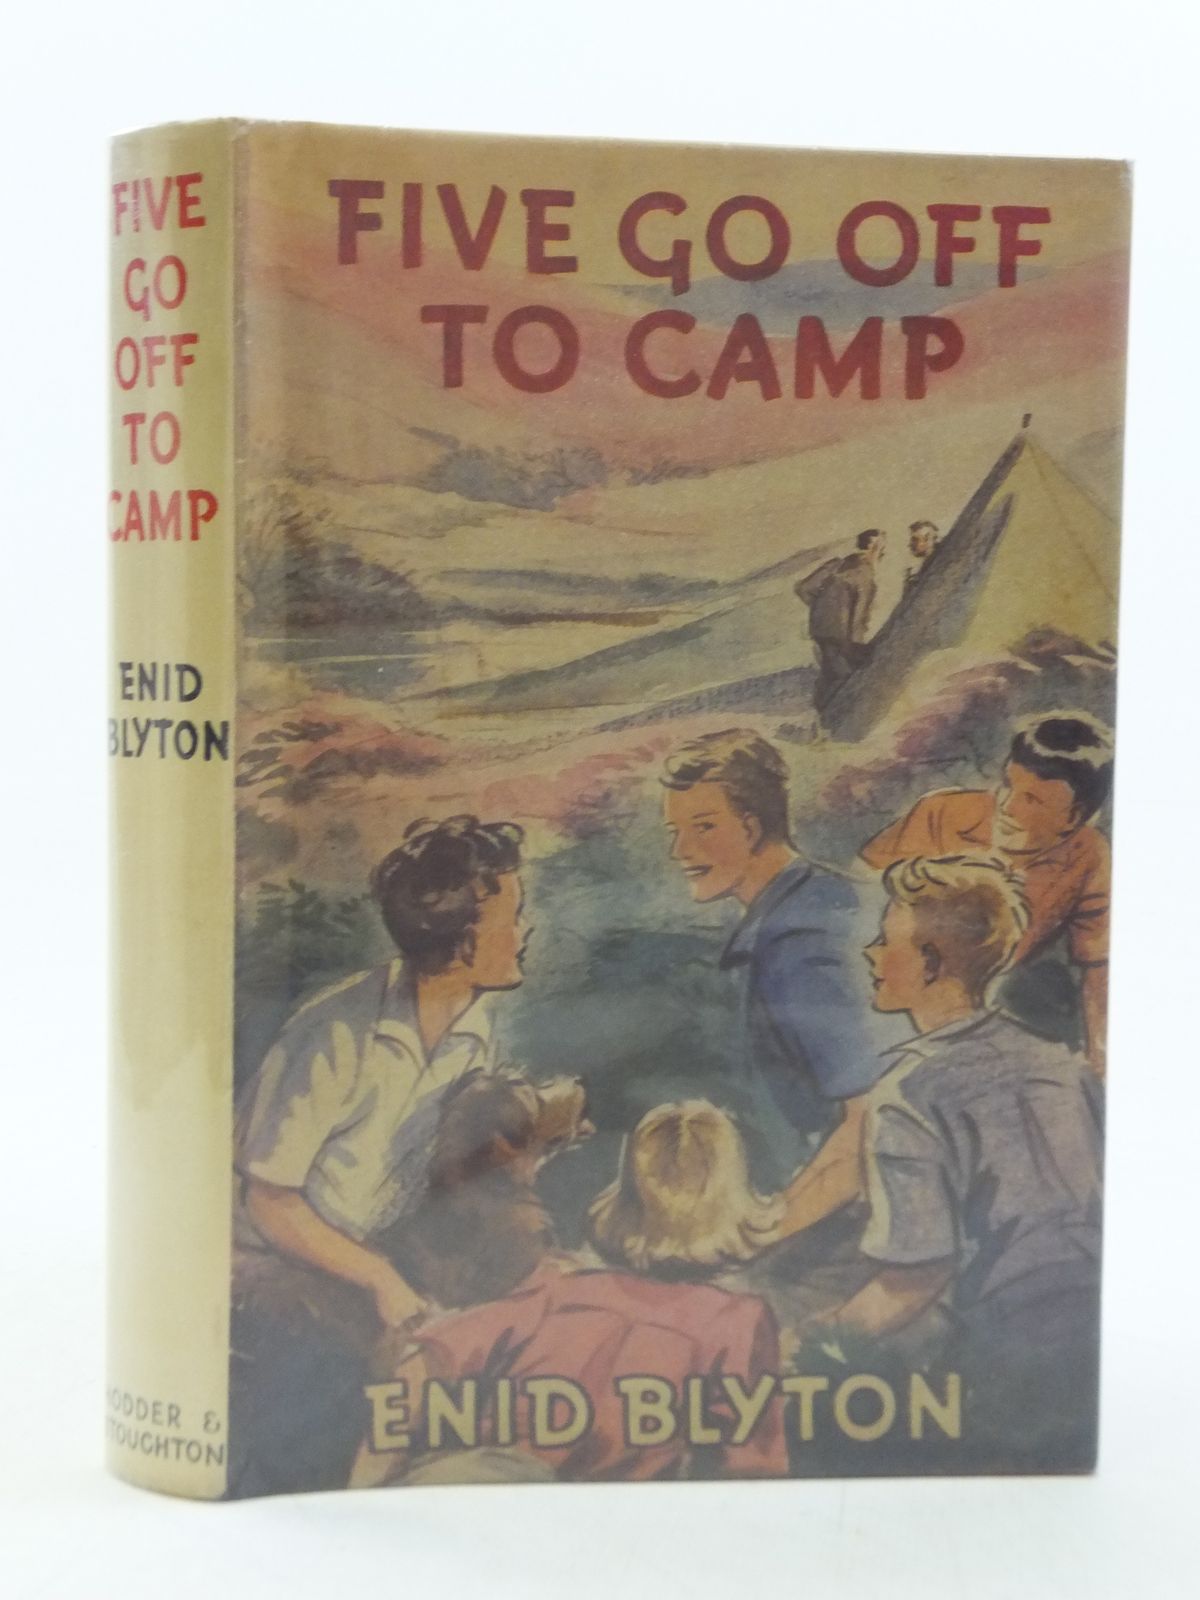 FIVE
GO
OFF
TO
CAMP
ENID
BLYTON
HODDER &
STOUGHTON
FIVE GO OFF
TO CAMP
ENID BLYTON